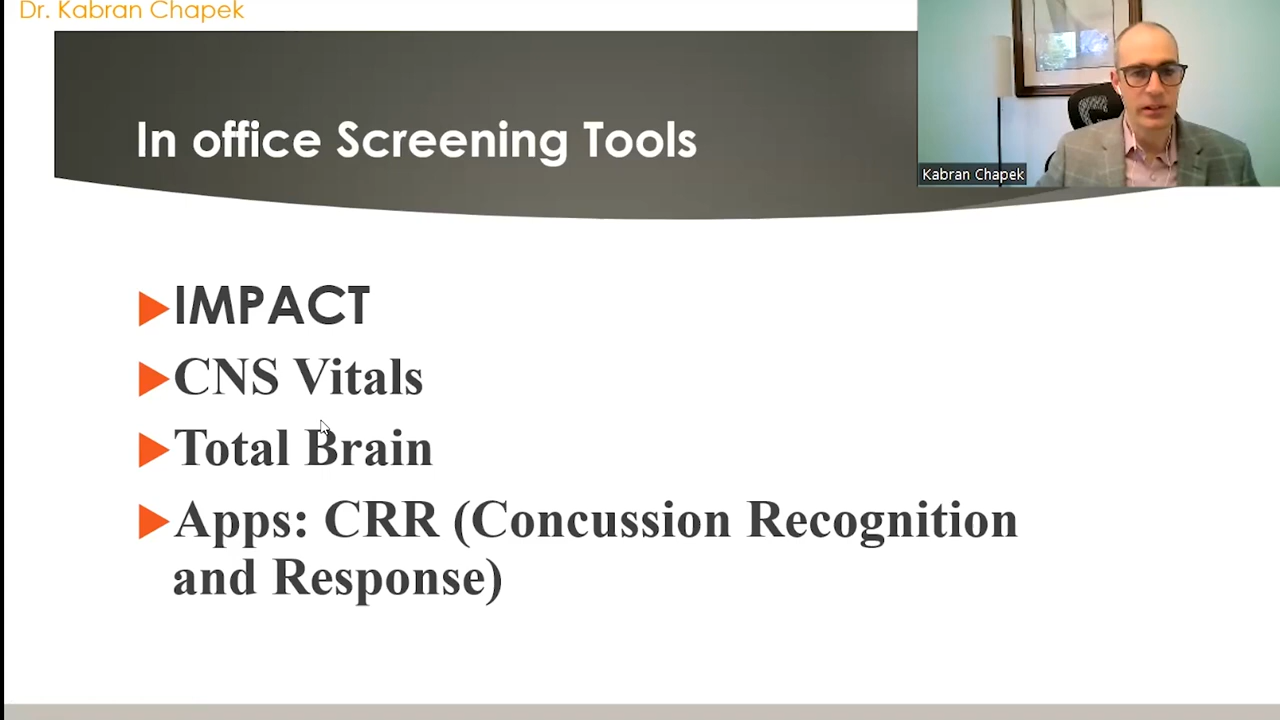 Dr. Kabran Chapek
In office Screening Tools
Kabran Chapek
IMPACT
CNS Vitals
Total Brain
Apps: CRR (Concussion Recognition
and Response)